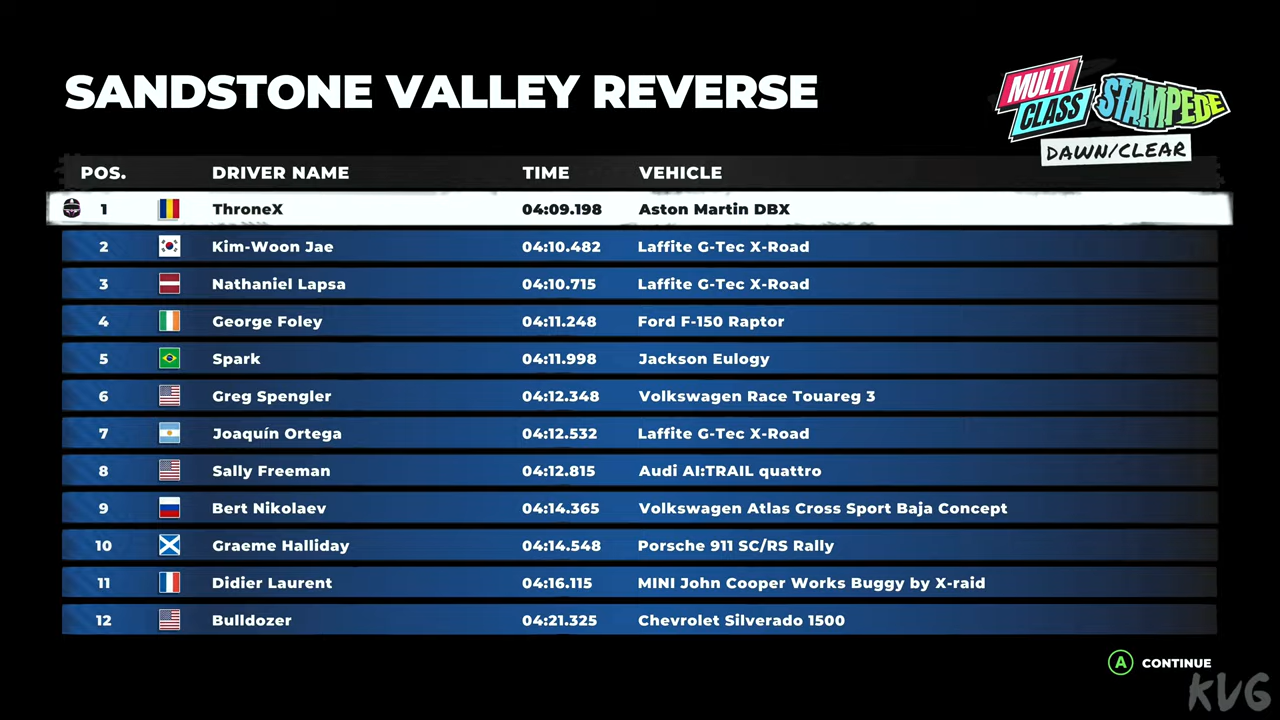 SANDSTONE VALLEY REVERSE
MULTI CLASS STAMPEDE
DAWN/CLEAR
POS. DRIVER NAME TIME VEHICLE
1 ThroneX 04:09.198 Aston Martin DBX
2 Kim-Woon Jae 04:10.482 Laffite G-Tec X-Road
3 Nathaniel Lapsa 04:10.715 Laffite G-Tec X-Road
4 George Foley 04:11.248 Ford F-150 Raptor
5 Spark 04:11.998 Jackson Eulogy
6 Greg Spengler 04:12.348 Volkswagen Race Touareg 3
7 Joaquín Ortega 04:12.532 Laffite G-Tec X-Road
8 Sally Freeman 04:12.815 Audi AI:TRAIL quattro
9 Bert Nikolaev 04:14.365 Volkswagen Atlas Cross Sport Baja Concept
10 Graeme Halliday 04:14.548 Porsche 911 SC/RS Rally
11 Didier Laurent 04:16.115 MINI John Cooper Works Buggy by X-raid
12 Bulldozer 04:21.325 Chevrolet Silverado 1500
A CONTINUE
KVG